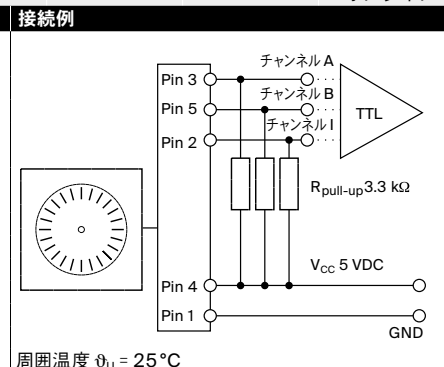 接続例
チャンネル A
Pin 3
チャンネル B
Pin 5
TTL
チャンネル I
Pin 2
Rpull-up3.3 kΩ
VCC 5 VDC
Pin 4
Pin 1
GND
周囲温度 ϑU = 25°C